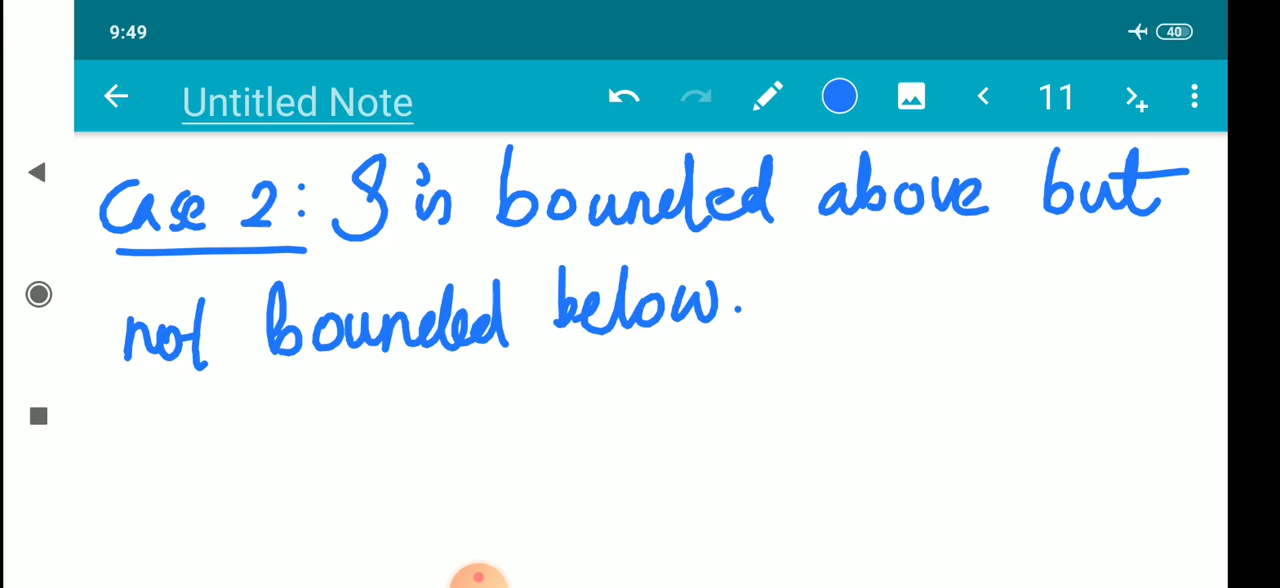 9:49
40
Untitled Note
11
Case 2: S is bounded above but
not bounded below.